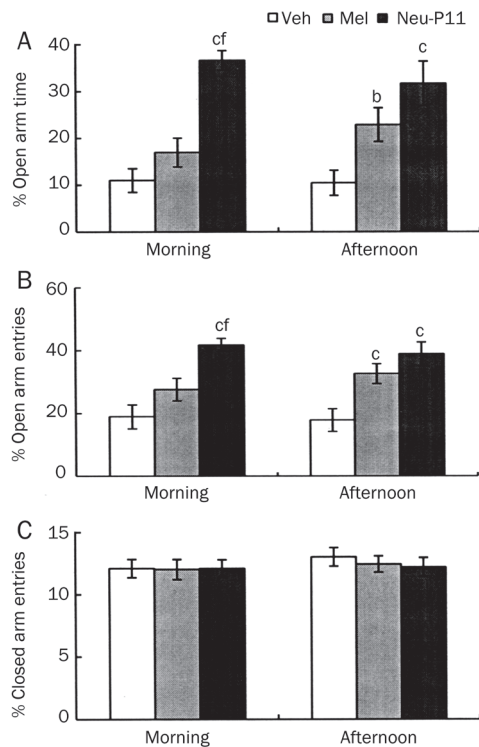 Veh Mel Neu-P11
A
% Open arm time
40
30
20
10
0
cf
b
c
Morning Afternoon
B
% Open arm entries
60
40
20
0
cf
c
c
Morning Afternoon
C
% Closed arm entries
15
10
5
0
Morning Afternoon